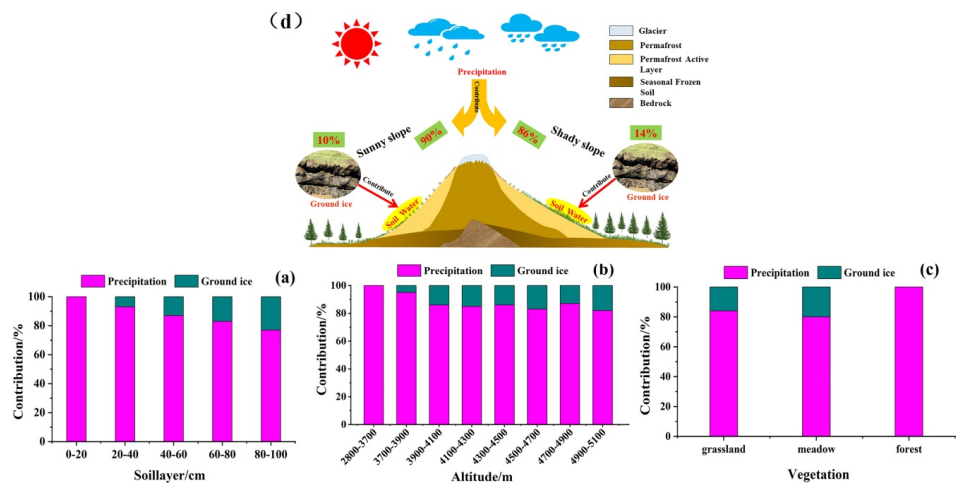 (d)
Glacier
Permafrost
Permafrost Active
Layer
Seasonal Frozen
Soil
Bedrock
Precipitation
Contribute
10%
Sunny slope
90%
86%
Shady slope
14%
Contribute
Ground ice
Soil Water
Contribute
Ground ice
Soil Water
Precipitation
Ground ice
(a)
Contribution/%
100
80
60
40
20
0
0-20
20-40
40-60
60-80
80-100
Soillayer/cm
Precipitation
Ground ice
(b)
Contribution/%
100
80
60
40
20
0
2800-3700
3700-3900
3900-4100
4100-4300
4300-4500
4500-4700
4700-4900
4900-5100
Altitude/m
Precipitation
Ground ice
(c)
Contribution/%
100
80
60
40
20
0
grassland
meadow
forest
Vegetation